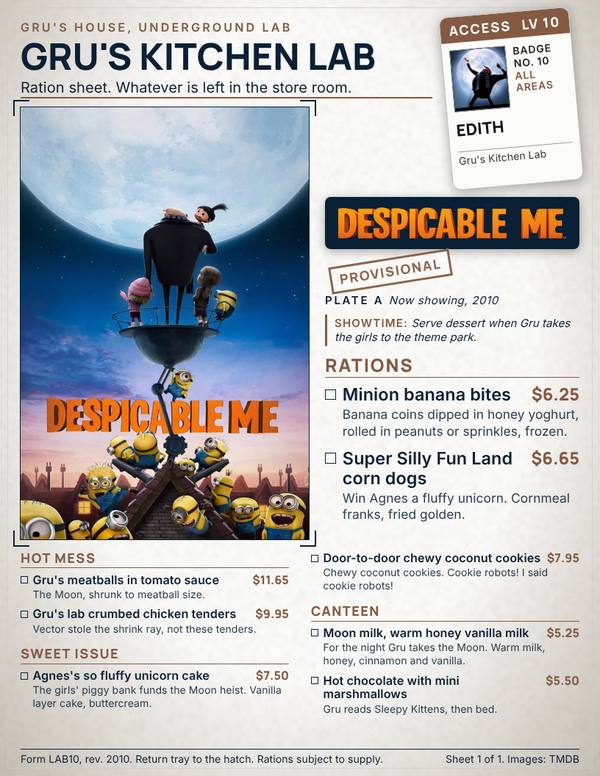 GRU'S HOUSE, UNDERGROUND LAB
GRU'S KITCHEN LAB
Ration sheet. Whatever is left in the store room.
ACCESS LV 10
BADGE
NO. 10
ALL
AREAS
EDITH
Gru's Kitchen Lab
DESPICABLE ME
DESPICABLE ME
PROVISIONAL
PLATE A Now showing, 2010
SHOWTIME: Serve dessert when Gru takes
the girls to the theme park.
RATIONS
Minion banana bites $6.25
Banana coins dipped in honey yoghurt,
rolled in peanuts or sprinkles, frozen.
Super Silly Fun Land $6.65
corn dogs
Win Agnes a fluffy unicorn. Cornmeal
franks, fried golden.
HOT MESS
Gru's meatballs in tomato sauce $11.65
The Moon, shrunk to meatball size.
Gru's lab crumbed chicken tenders $9.95
Vector stole the shrink ray, not these tenders.
SWEET ISSUE
Agnes's so fluffy unicorn cake $7.50
The girls' piggy bank funds the Moon heist. Vanilla
layer cake, buttercream.
Door-to-door chewy coconut cookies $7.95
Chewy coconut cookies. Cookie robots! I said
cookie robots!
CANTEEN
Moon milk, warm honey vanilla milk $5.25
For the night Gru takes the Moon. Warm milk,
honey, cinnamon and vanilla.
Hot chocolate with mini $5.50
marshmallows
Gru reads Sleepy Kittens, then bed.
Form LAB10, rev. 2010. Return tray to the hatch. Rations subject to supply.
Sheet 1 of 1. Images: TMDB